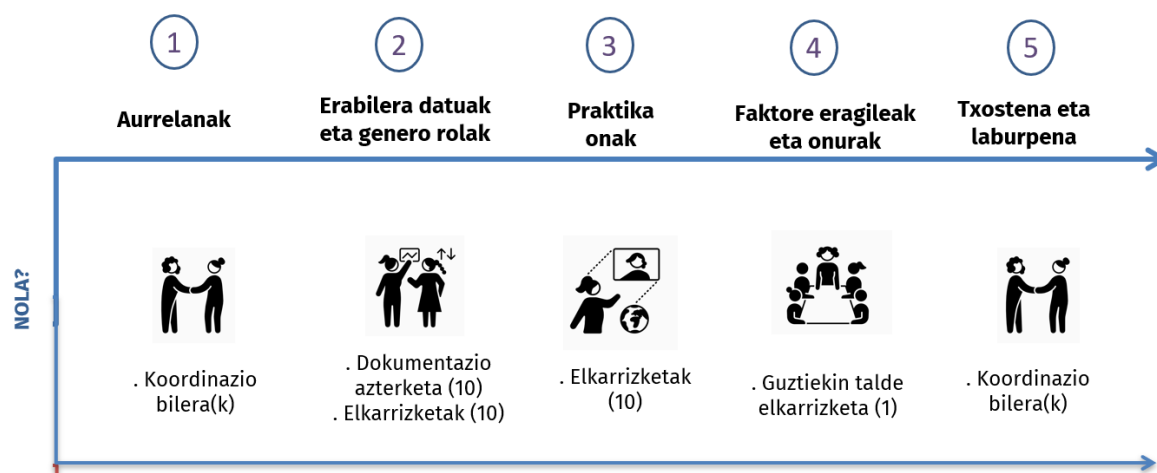 1
2
3
4
5
Aurrelanak
Erabilera datuak
eta genero rolak
Praktika
onak
Faktore eragileak
eta onurak
Txostena eta
laburpena
NOLA?
. Koordinazio
bilera(k)
. Dokumentazio
azterketa (10)
. Elkarrizketak (10)
. Elkarrizketak
(10)
. Guztiekin talde
elkarrizketa (1)
. Koordinazio
bilera(k)